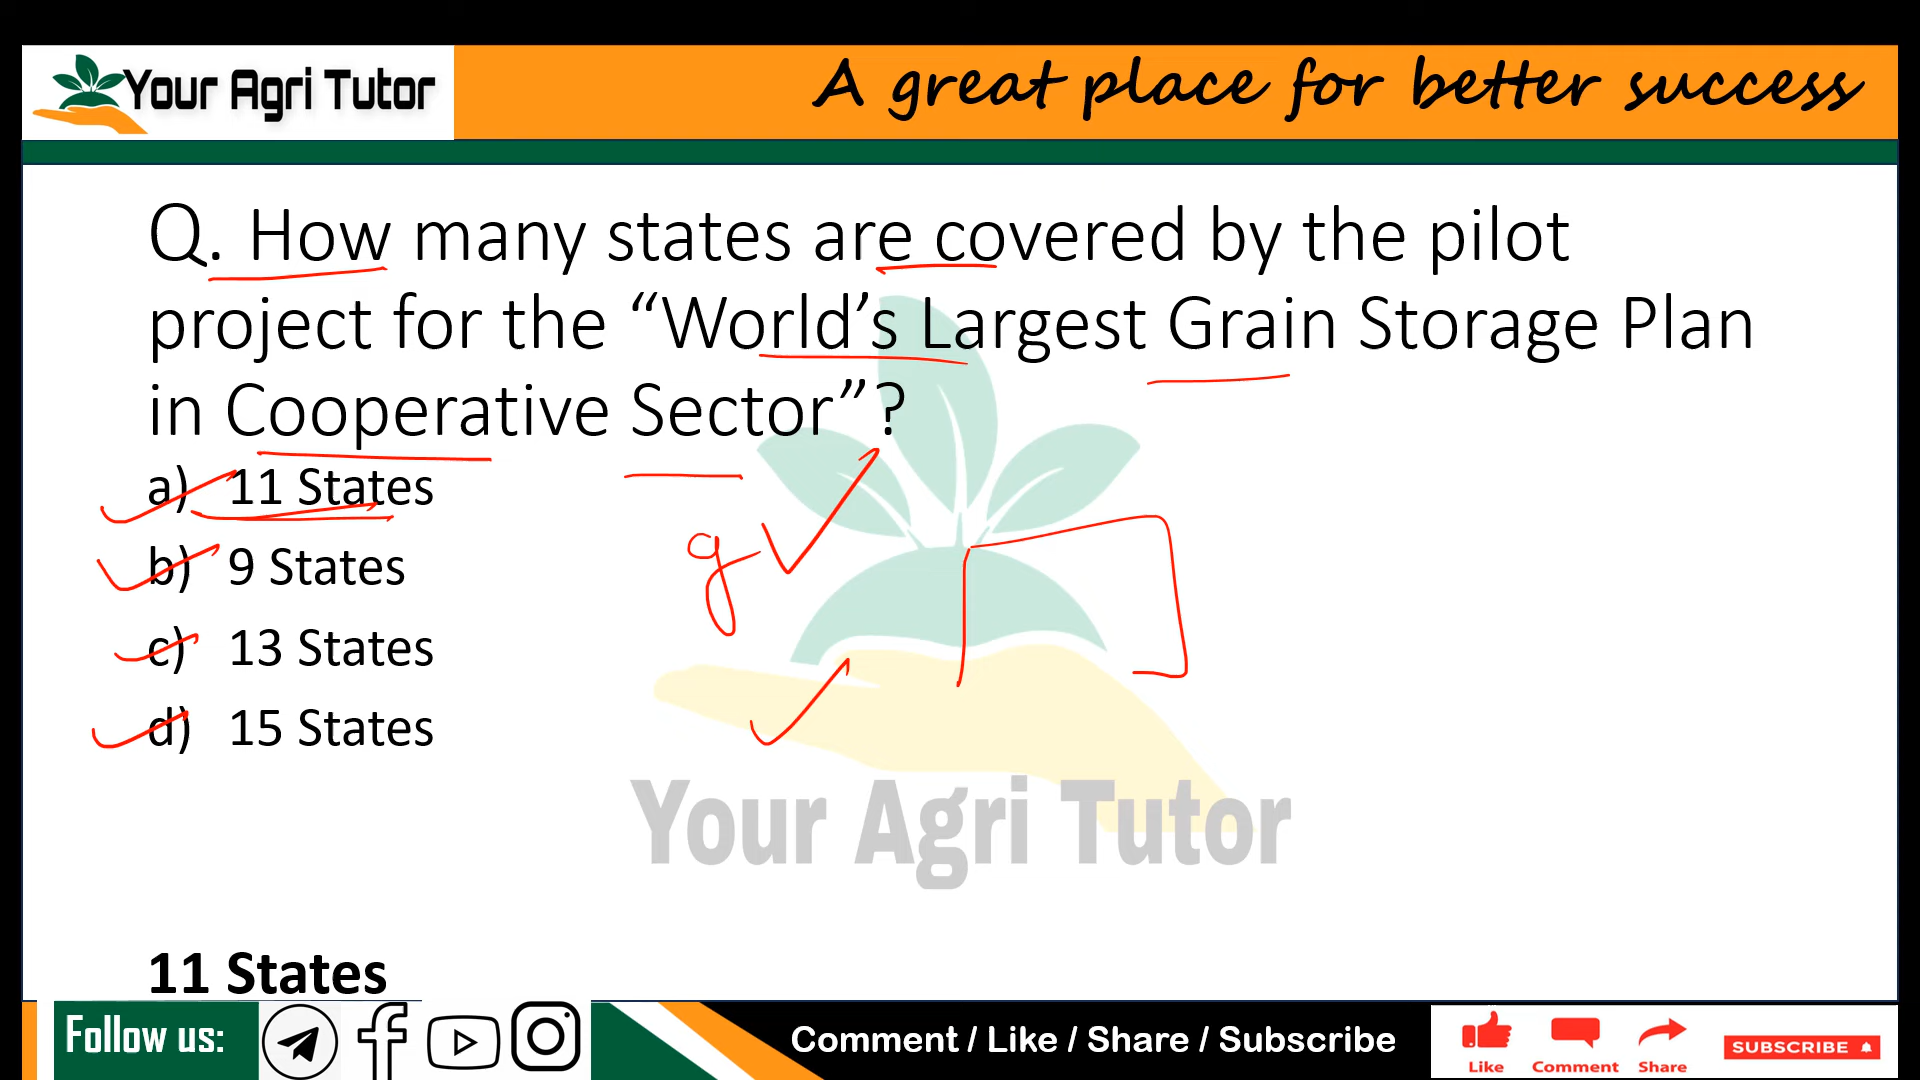 Your Agri Tutor
A great place for better success
Q. How many states are covered by the pilot
project for the “World’s Largest Grain Storage Plan
in Cooperative Sector”?
a) 11 States
b) 9 States
c) 13 States
d) 15 States
Your Agri Tutor
11 States
Follow us:
Comment / Like / Share / Subscribe
Like Comment Share SUBSCRIBE